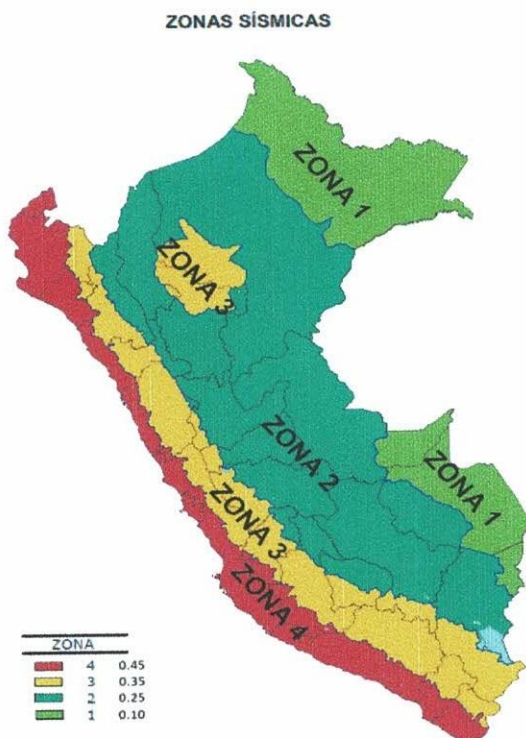 ZONAS SÍSMICAS
ZONA 1
ZONA 3
ZONA 2
ZONA 1
ZONA 3
ZONA 4
ZONA
4 0.45
3 0.35
2 0.25
1 0.10